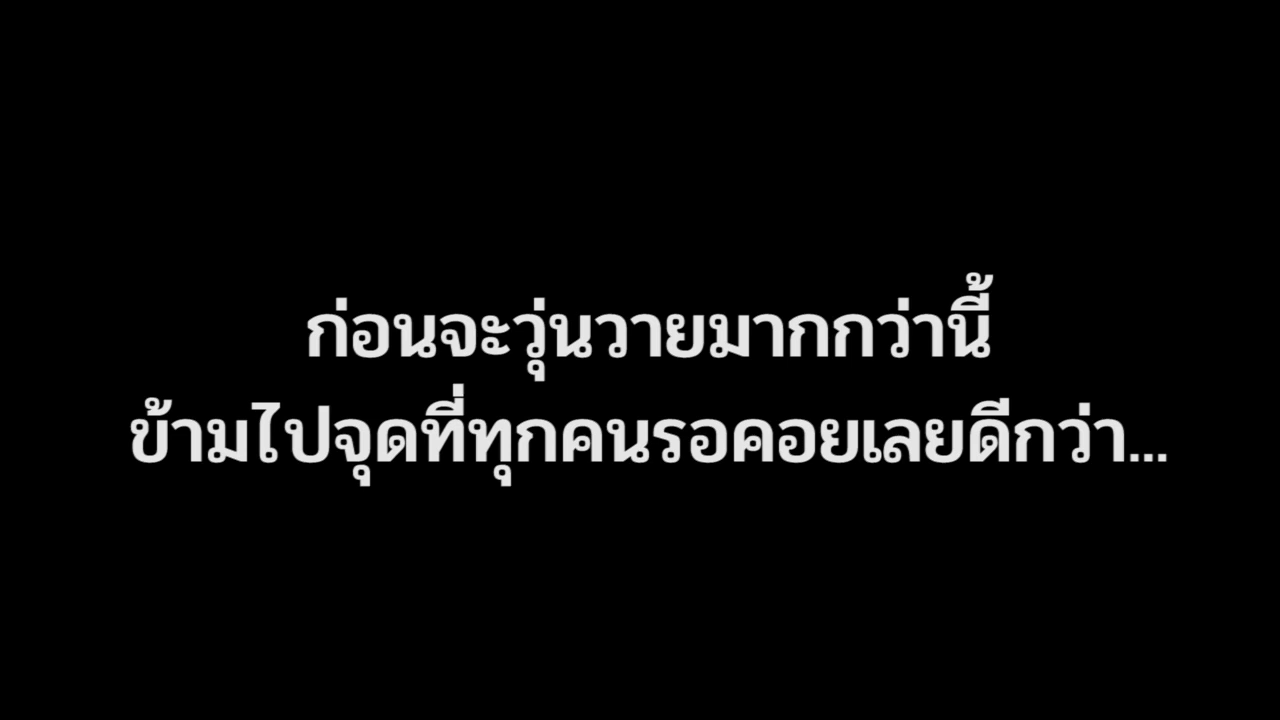 ก่อนจะวุ่นวายมากกว่านี้
ข้ามไปจุดที่ทุกคนรอคอยเลยดีกว่า...